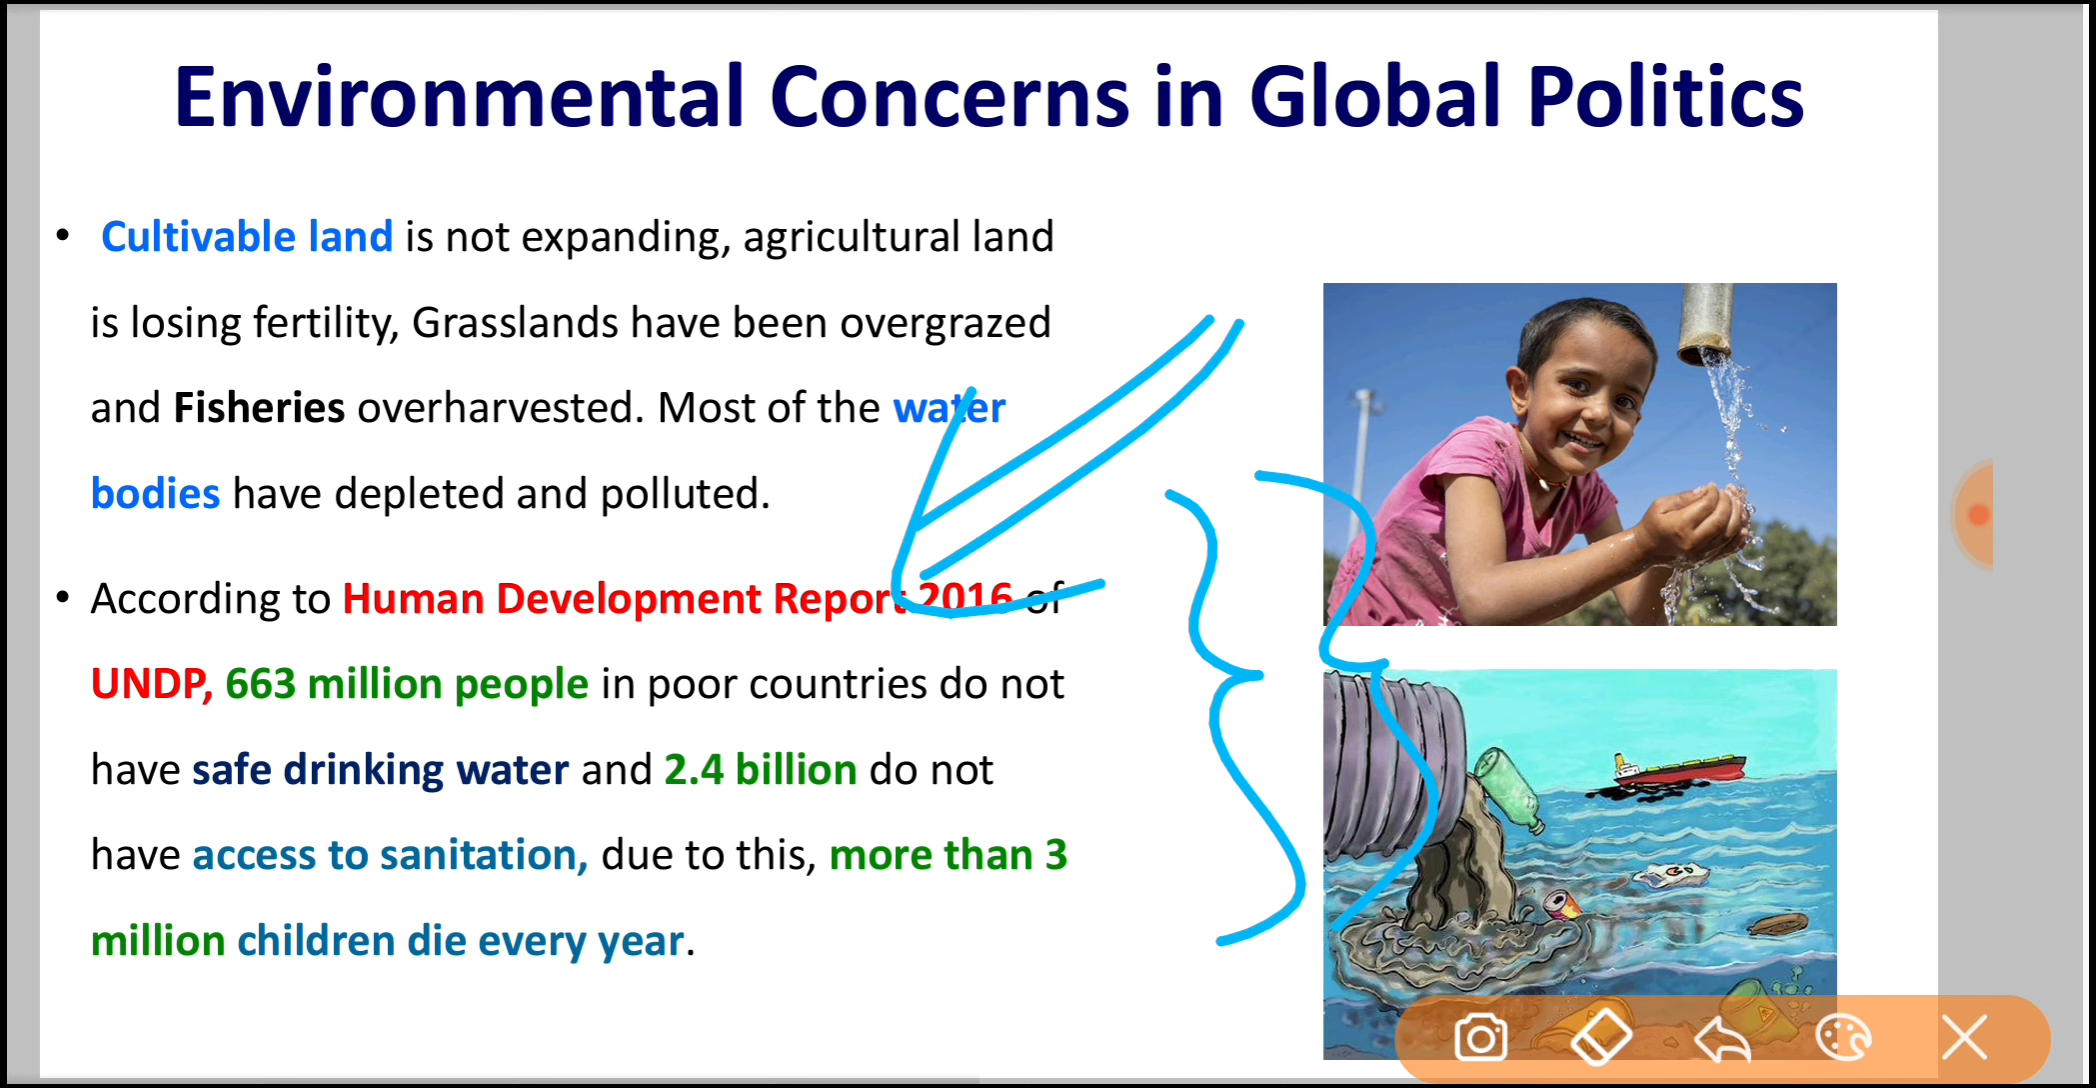 Environmental Concerns in Global Politics
• Cultivable land is not expanding, agricultural land
is losing fertility, Grasslands have been overgrazed
and Fisheries overharvested. Most of the water
bodies have depleted and polluted.
• According to Human Development Report 2016 of
UNDP, 663 million people in poor countries do not
have safe drinking water and 2.4 billion do not
have access to sanitation, due to this, more than 3
million children die every year.